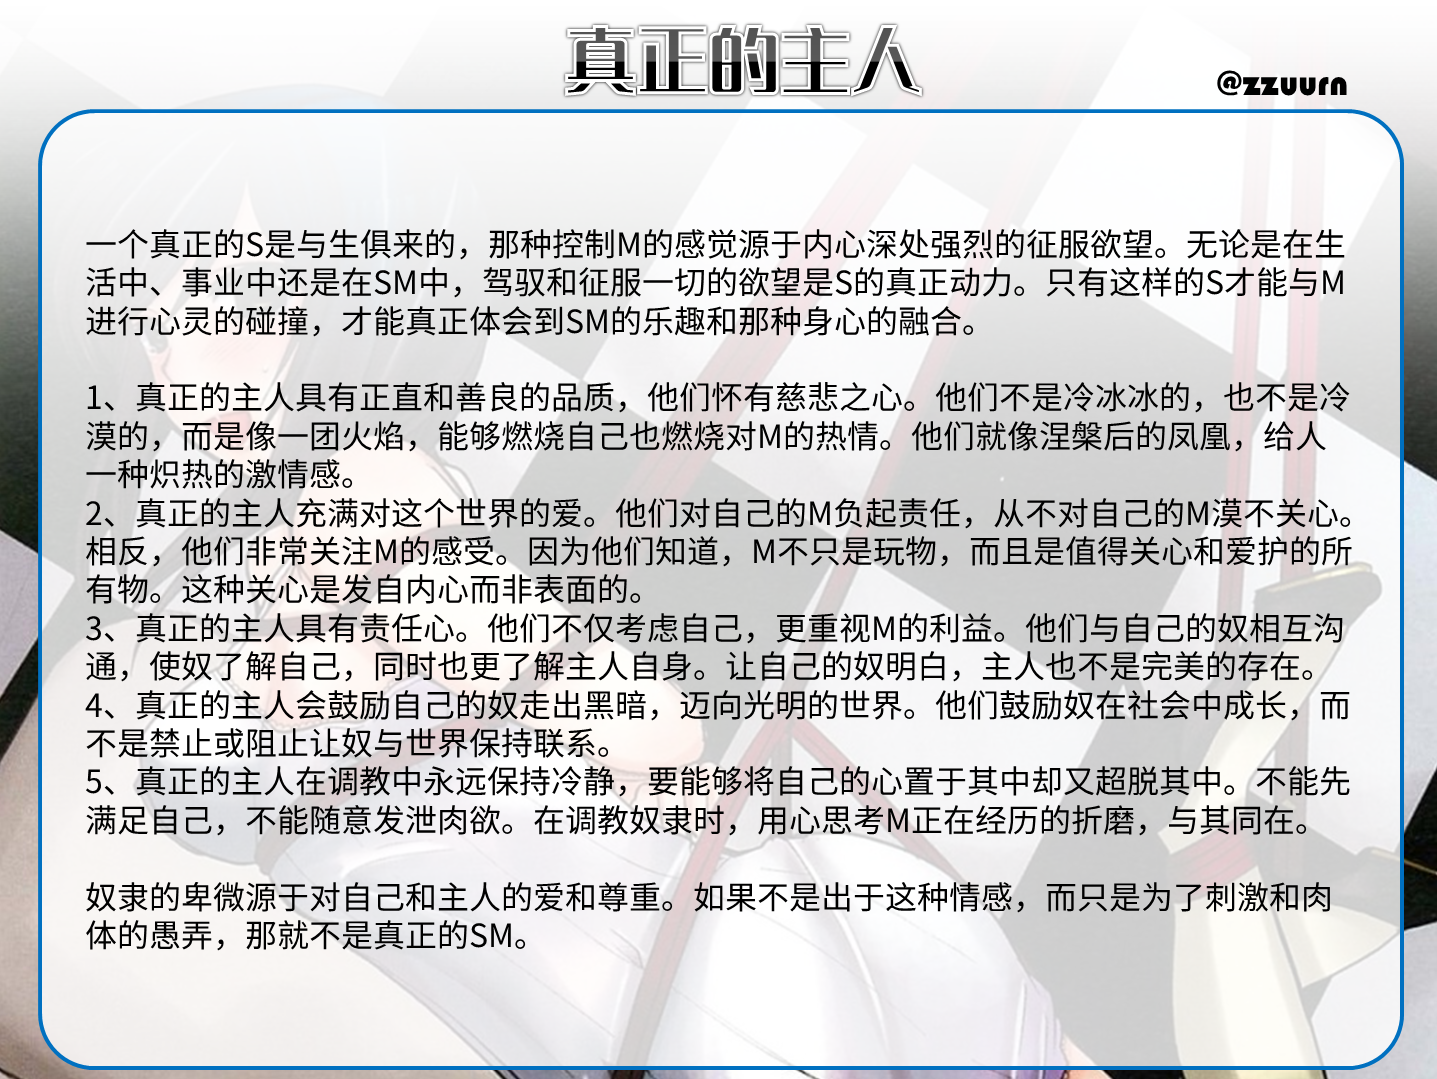 真正的主人
@zzuurn
一个真正的S是与生俱来的，那种控制M的感觉源于内心深处强烈的征服欲望。无论是在生
活中、事业中还是在SM中，驾驭和征服一切的欲望是S的真正动力。只有这样的S才能与M
进行心灵的碰撞，才能真正体会到SM的乐趣和那种身心的融合。
1、真正的主人具有正直和善良的品质，他们怀有慈悲之心。他们不是冷冰冰的，也不是冷
漠的，而是像一团火焰，能够燃烧自己也燃烧对M的热情。他们就像涅槃后的凤凰，给人
一种炽热的激情感。
2、真正的主人充满对这个世界的爱。他们对自己的M负起责任，从不对自己的M漠不关心。
相反，他们非常关注M的感受。因为他们知道，M不只是玩物，而且是值得关心和爱护的所
有物。这种关心是发自内心而非表面的。
3、真正的主人具有责任心。他们不仅考虑自己，更重视M的利益。他们与自己的奴相互沟
通，使奴了解自己，同时也更了解主人自身。让自己的奴明白，主人也不是完美的存在。
4、真正的主人会鼓励自己的奴走出黑暗，迈向光明的世界。他们鼓励奴在社会中成长，而
不是禁止或阻止让奴与世界保持联系。
5、真正的主人在调教中永远保持冷静，要能够将自己的心置于其中却又超脱其中。不能先
满足自己，不能随意发泄肉欲。在调教奴隶时，用心思考M正在经历的折磨，与其同在。
奴隶的卑微源于对自己和主人的爱和尊重。如果不是出于这种情感，而只是为了刺激和肉
体的愚弄，那就不是真正的SM。